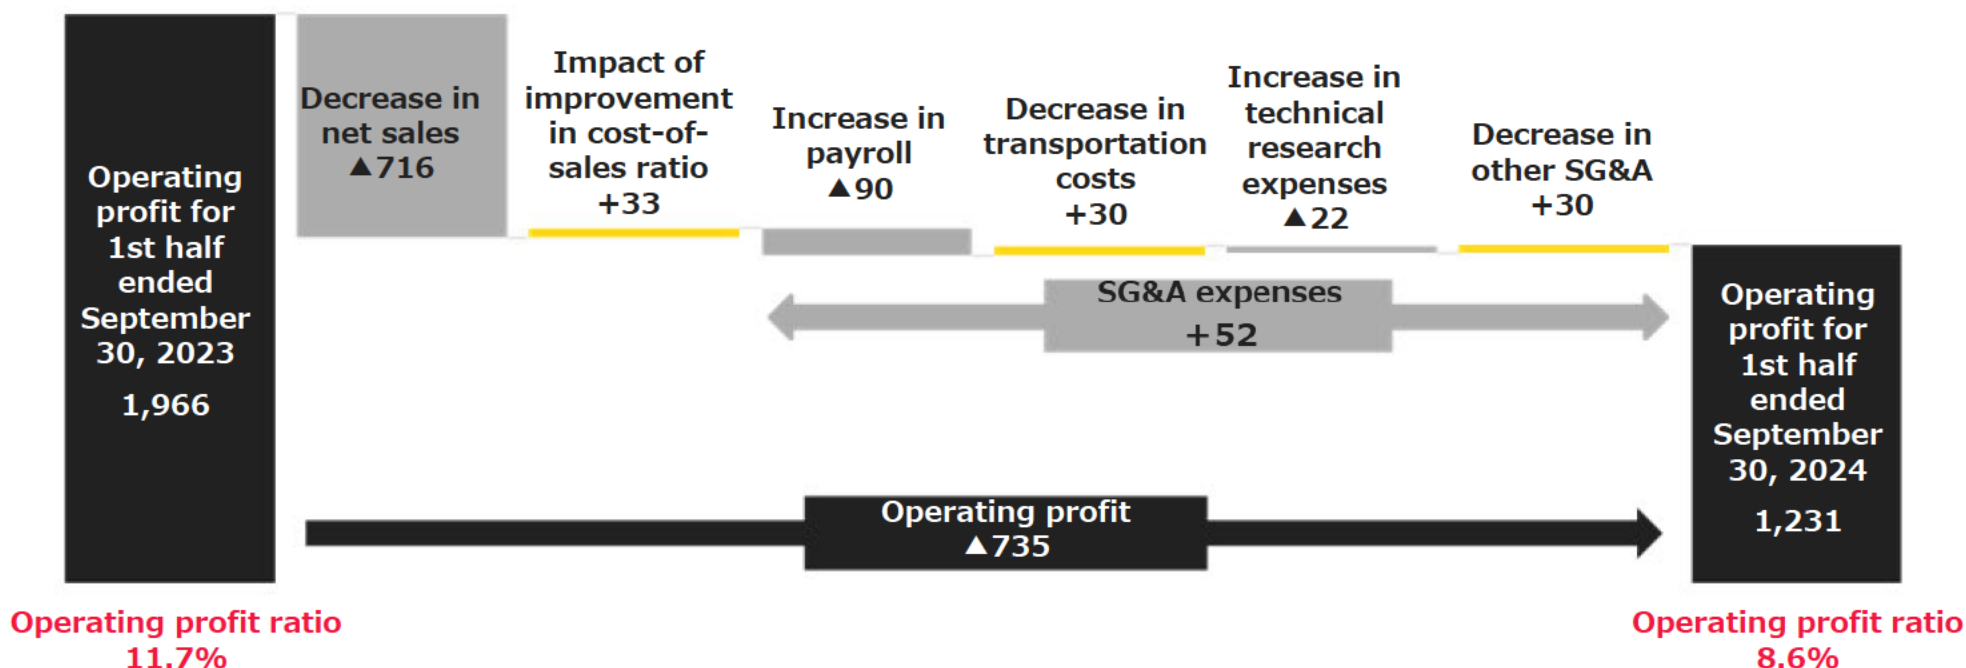 Operating
profit for
1st half
ended
September
30, 2023
1,966
Operating profit ratio
11.7%
Decrease in
net sales
▲716
Impact of
improvement
in cost-of-
sales ratio
+33
Increase in
payroll
▲90
Decrease in
transportation
costs
+30
Increase in
technical
research
expenses
▲22
Decrease in
other SG&A
+30
SG&A expenses
+52
Operating profit
▲735
Operating
profit for
1st half
ended
September
30, 2024
1,231
Operating profit ratio
8.6%